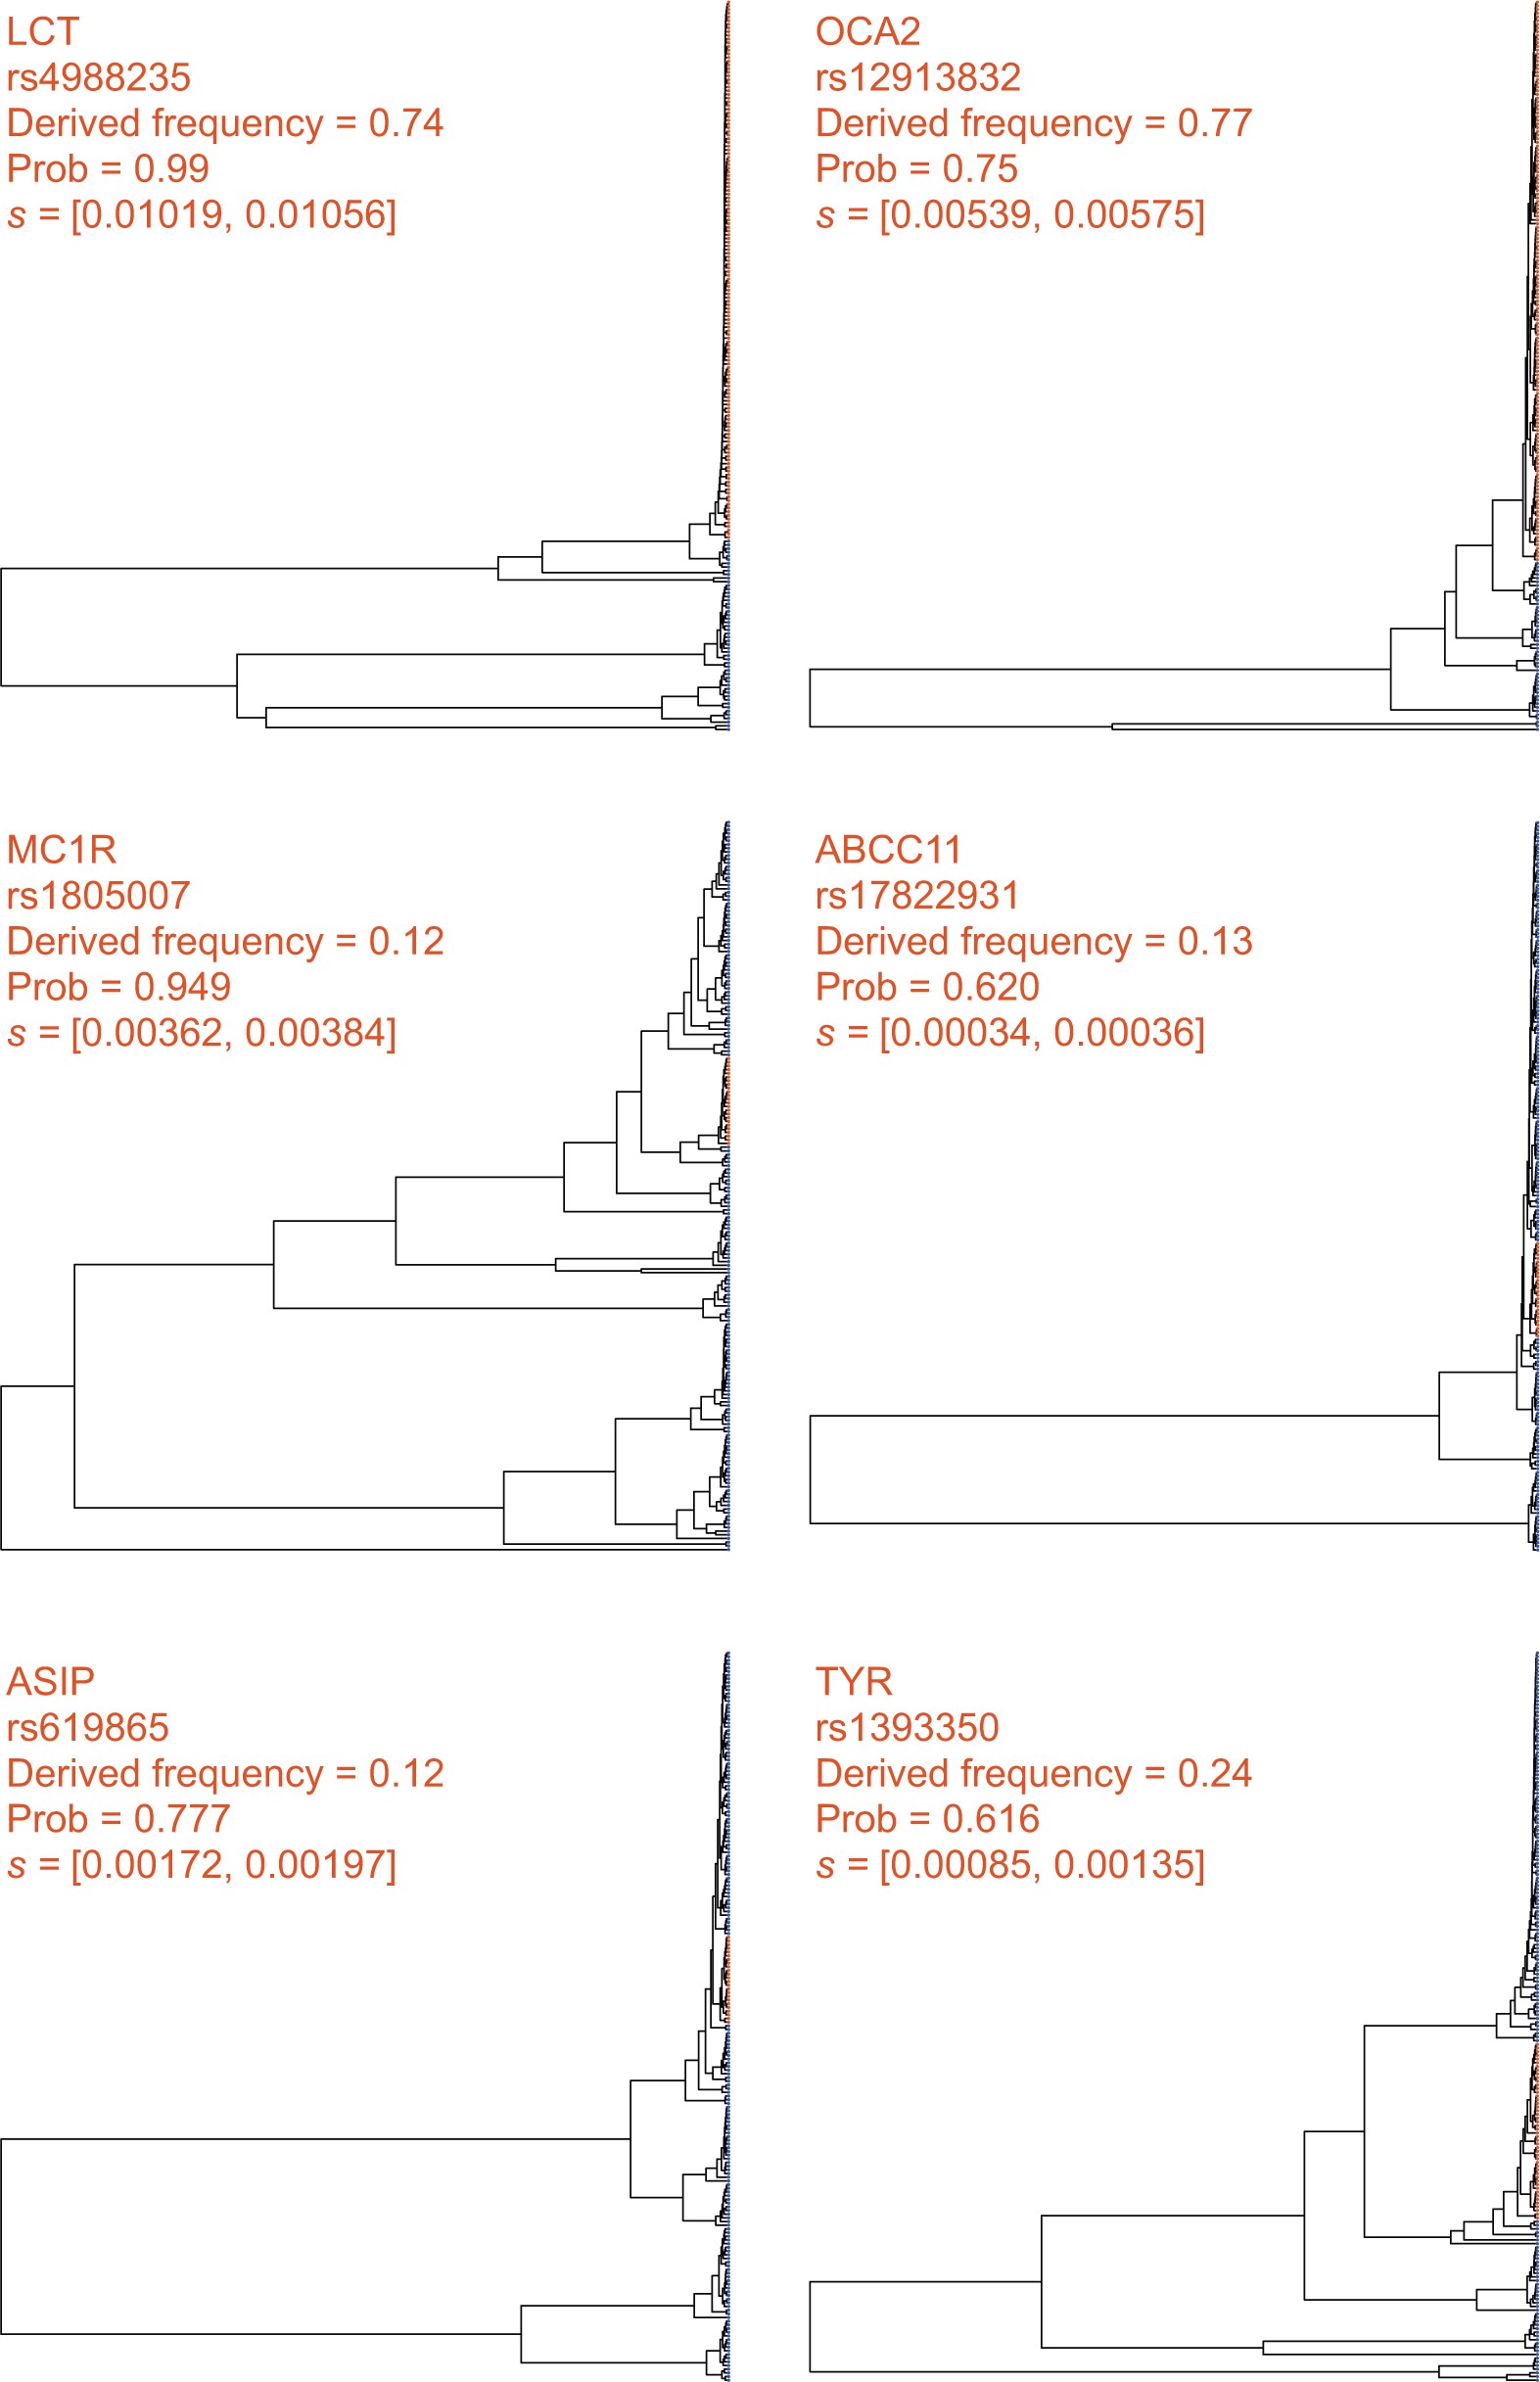 LCT
rs4988235
Derived frequency = 0.74
Prob = 0.99
s = [0.01019, 0.01056]
OCA2
rs12913832
Derived frequency = 0.77
Prob = 0.75
s = [0.00539, 0.00575]
MC1R
rs1805007
Derived frequency = 0.12
Prob = 0.949
s = [0.00362, 0.00384]
ABCC11
rs17822931
Derived frequency = 0.13
Prob = 0.620
s = [0.00034, 0.00036]
ASIP
rs619865
Derived frequency = 0.12
Prob = 0.777
s = [0.00172, 0.00197]
TYR
rs1393350
Derived frequency = 0.24
Prob = 0.616
s = [0.00085, 0.00135]